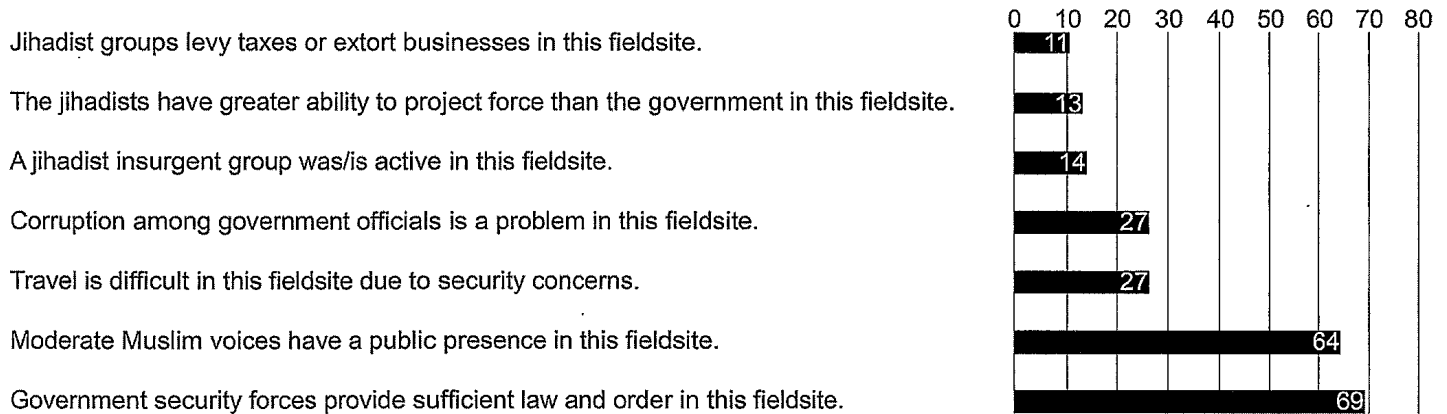 0 10 20 30 40 50 60 70 80
Jihadist groups levy taxes or extort businesses in this fieldsite. 11
The jihadists have greater ability to project force than the government in this fieldsite. 13
A jihadist insurgent group was/is active in this fieldsite. 14
Corruption among government officials is a problem in this fieldsite. 27
Travel is difficult in this fieldsite due to security concerns. 27
Moderate Muslim voices have a public presence in this fieldsite. 64
Government security forces provide sufficient law and order in this fieldsite. 69